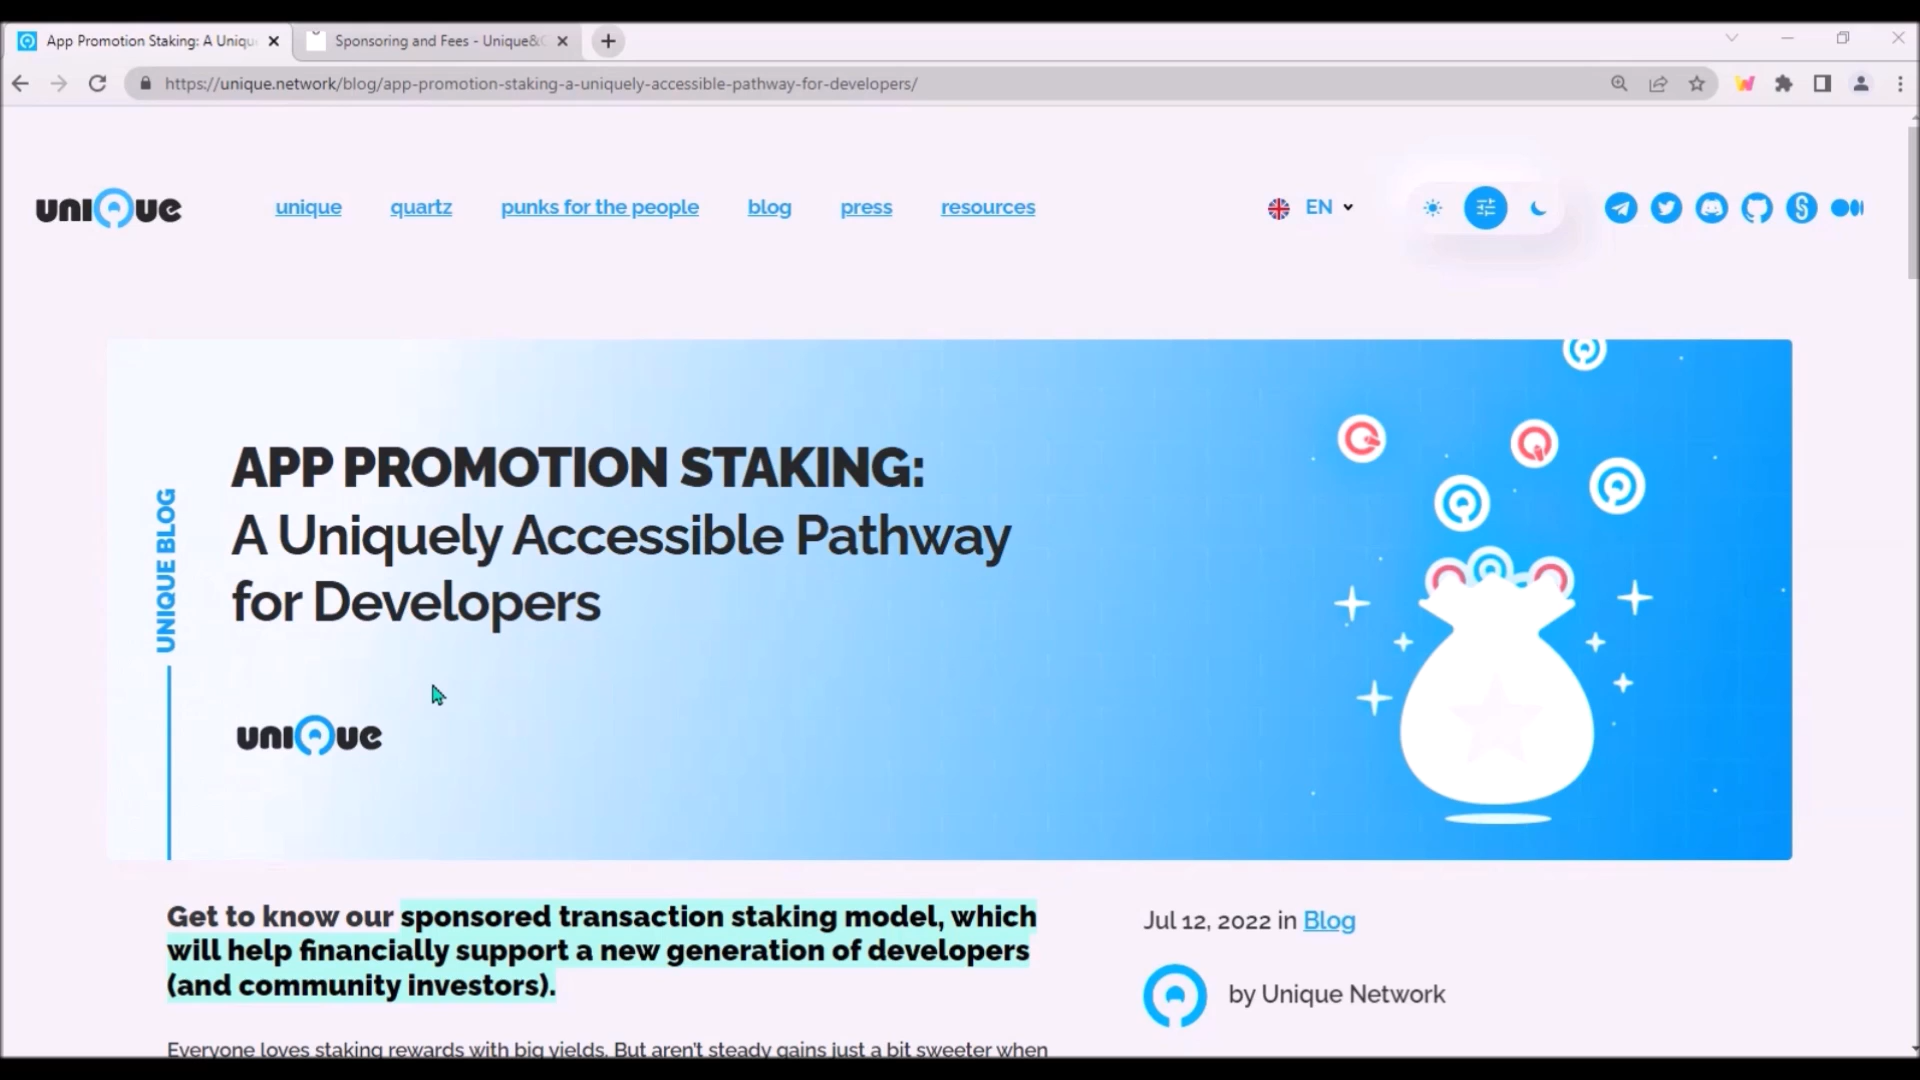 App Promotion Staking: A Uniqu
Sponsoring and Fees - Unique&
https://unique.network/blog/app-promotion-staking-a-uniquely-accessible-pathway-for-developers/
unique
unique quartz punks for the people blog press resources
EN
UNIQUE BLOG
APP PROMOTION STAKING:
A Uniquely Accessible Pathway
for Developers
unique
Get to know our sponsored transaction staking model, which
will help financially support a new generation of developers
(and community investors).
Jul 12, 2022 in Blog
by Unique Network
Everyone loves staking rewards with big yields. But aren't steady gains just a bit sweeter when